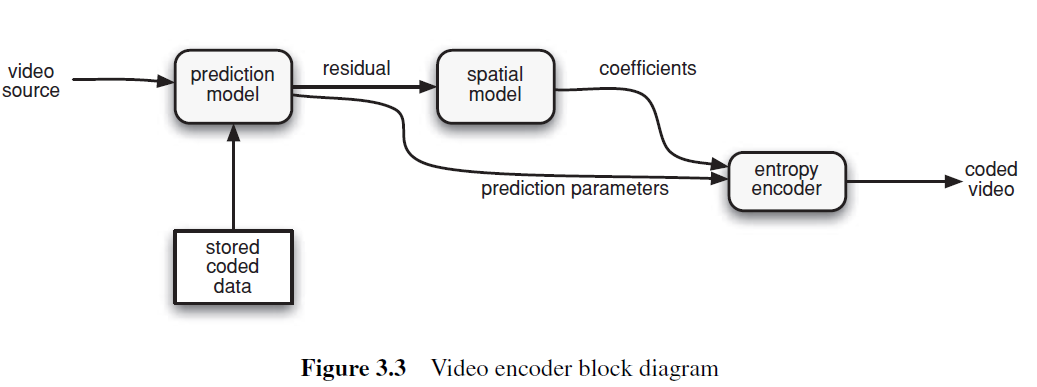 video
source
prediction
model
residual
spatial
model
coefficients
prediction parameters
entropy
encoder
coded
video
stored
coded
data
Figure 3.3 Video encoder block diagram